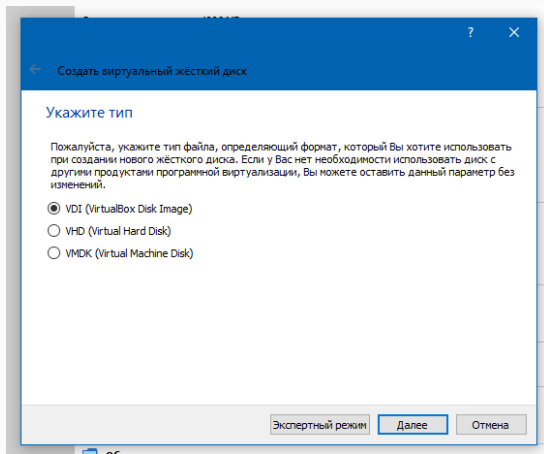 ?
Создать виртуальный жёсткий диск
Укажите тип
Пожалуйста, укажите тип файла, определяющий формат, который Вы хотите использовать
при создании нового жёсткого диска. Если у Вас нет необходимости использовать диск с
другими продуктами программной виртуализации, Вы можете оставить данный параметр без
изменений.
VDI (VirtualBox Disk Image)
VHD (Virtual Hard Disk)
VMDK (Virtual Machine Disk)
Экспертный режим Далее Отмена